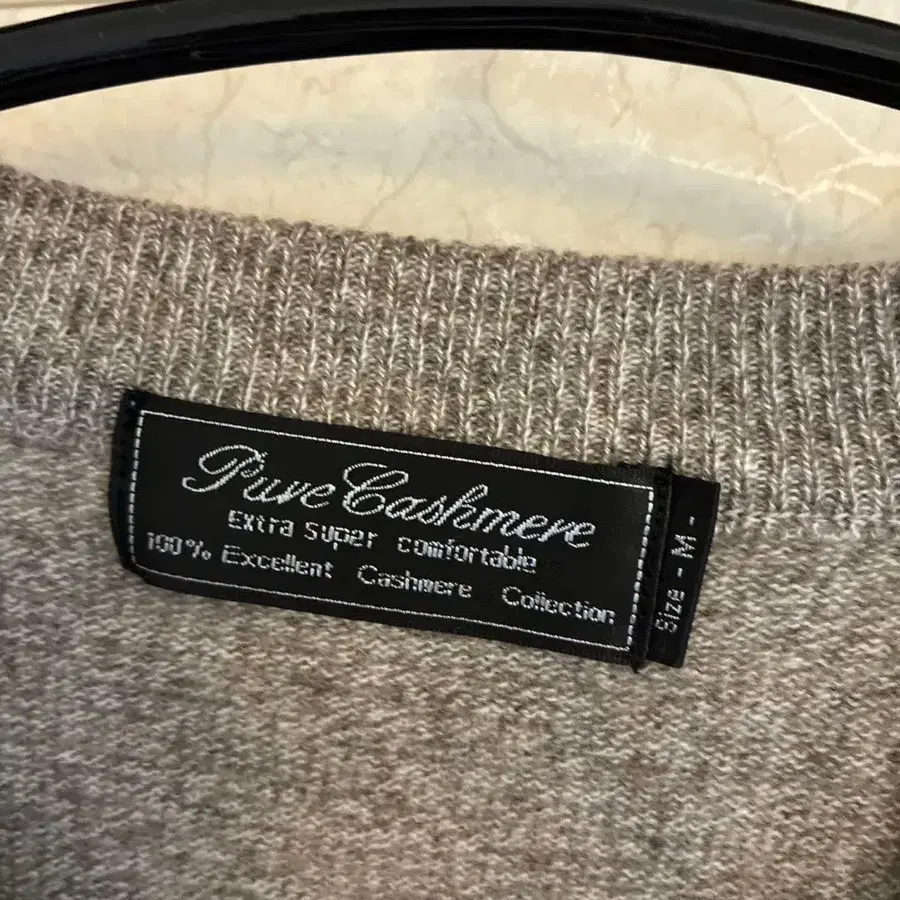 Pure Cashmere
Extra super comfortable
100% Excellent Cashmere Collection
Size - M -